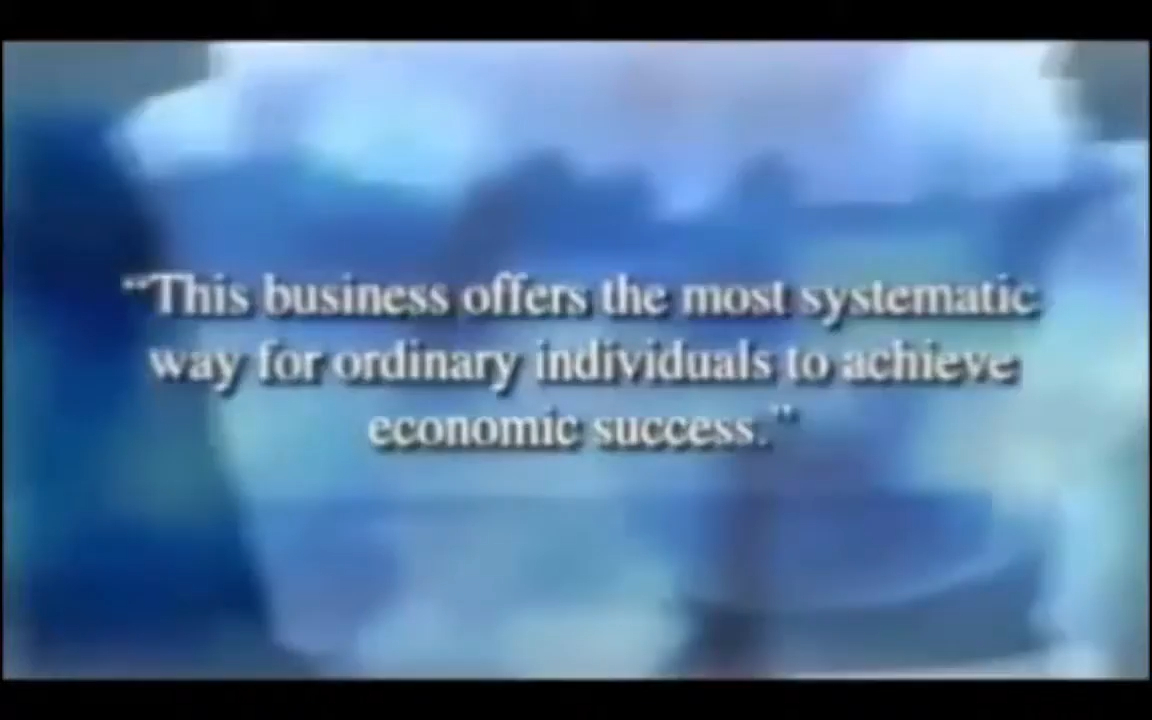 “This business offers the most systematic
way for ordinary individuals to achieve
economic success.”